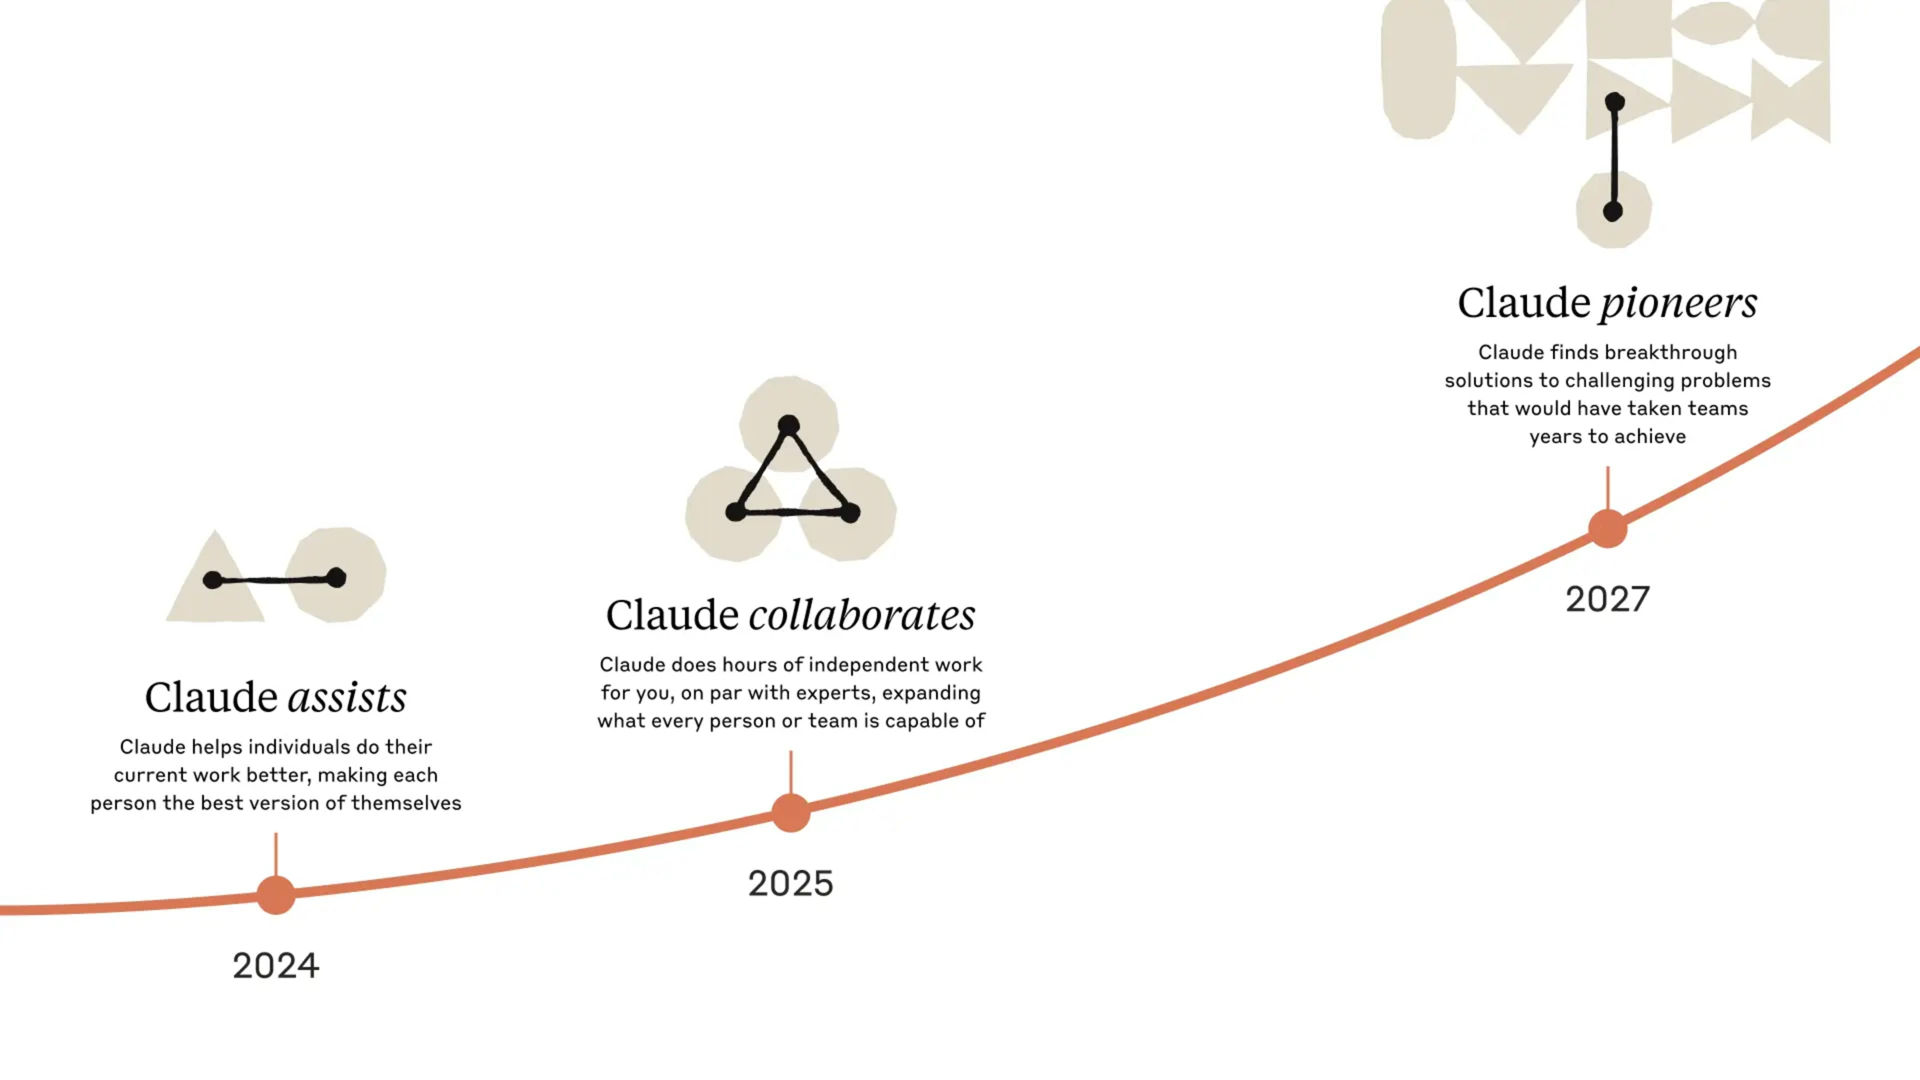 Claude assists
Claude helps individuals do their
current work better, making each
person the best version of themselves
2024
Claude collaborates
Claude does hours of independent work
for you, on par with experts, expanding
what every person or team is capable of
2025
Claude pioneers
Claude finds breakthrough
solutions to challenging problems
that would have taken teams
years to achieve
2027